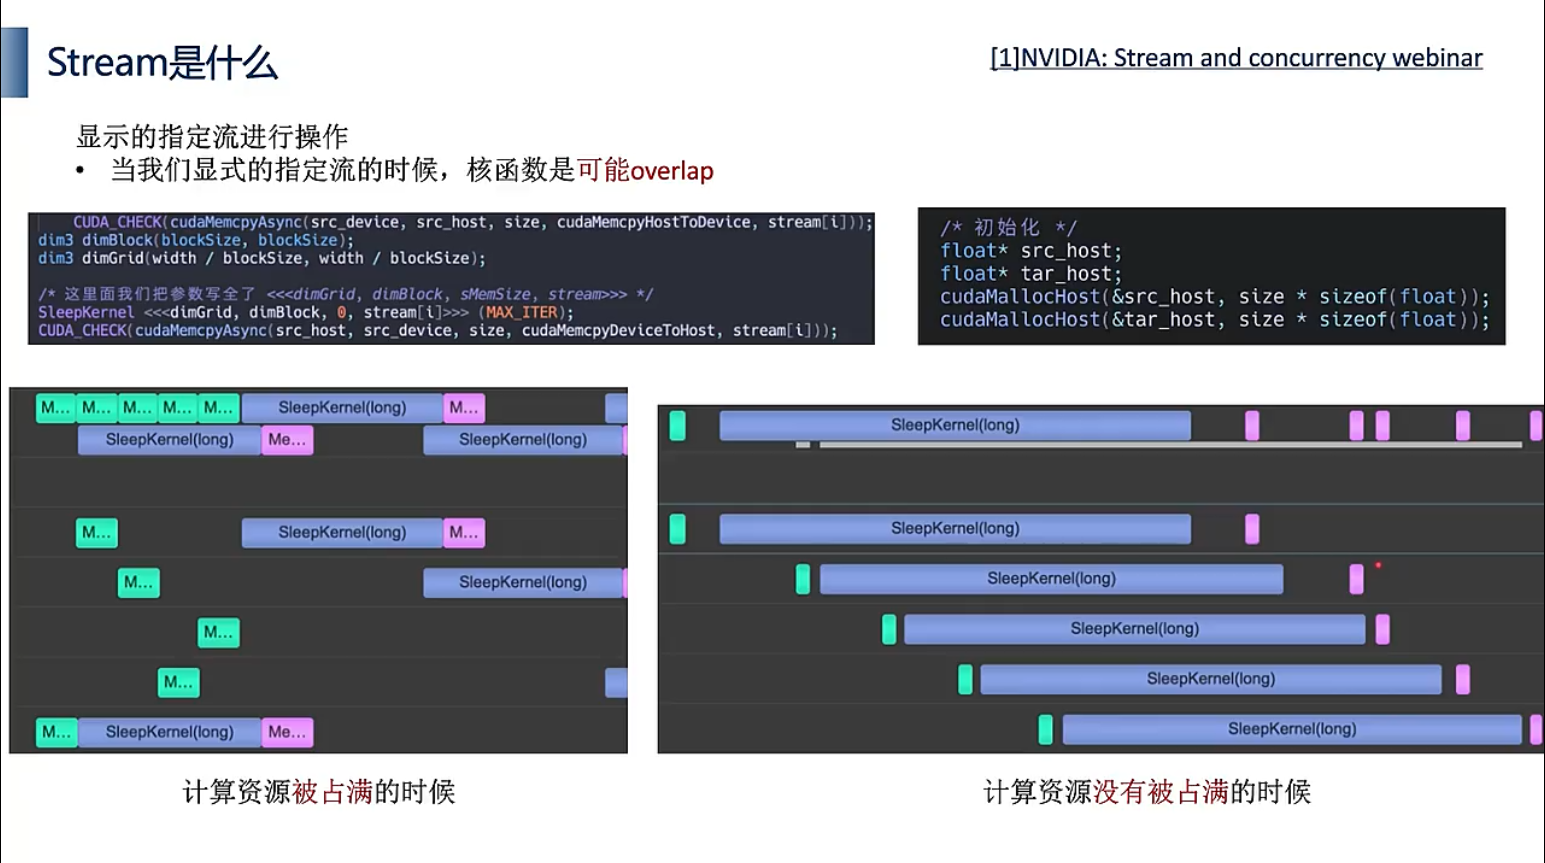 Stream是什么
[1]NVIDIA: Stream and concurrency webinar
显示的指定流进行操作
• 当我们显式的指定流的时候，核函数是可能overlap
CUDA_CHECK(cudaMemcpyAsync(src_device, src_host, size, cudaMemcpyHostToDevice, stream[i]));
dim3 dimBlock(blockSize, blockSize);
dim3 dimGrid(width / blockSize, width / blockSize);
/* 这里面我们把参数写全了 <<<dimGrid, dimBlock, sMemSize, stream>>> */
SleepKernel <<<dimGrid, dimBlock, 0, stream[i]>>> (MAX_ITER);
CUDA_CHECK(cudaMemcpyAsync(src_host, src_device, size, cudaMemcpyDeviceToHost, stream[i]));
/* 初始化 */
float* src_host;
float* tar_host;
cudaMallocHost(&src_host, size * sizeof(float));
cudaMallocHost(&tar_host, size * sizeof(float));
M... M... M... M... M... SleepKernel(long) M...
SleepKernel(long) Me... SleepKernel(long)
M... SleepKernel(long) M...
M... SleepKernel(long)
M...
M...
M... SleepKernel(long) Me...
SleepKernel(long)
SleepKernel(long)
SleepKernel(long)
SleepKernel(long)
SleepKernel(long)
SleepKernel(long)
计算资源被占满的时候
计算资源没有被占满的时候